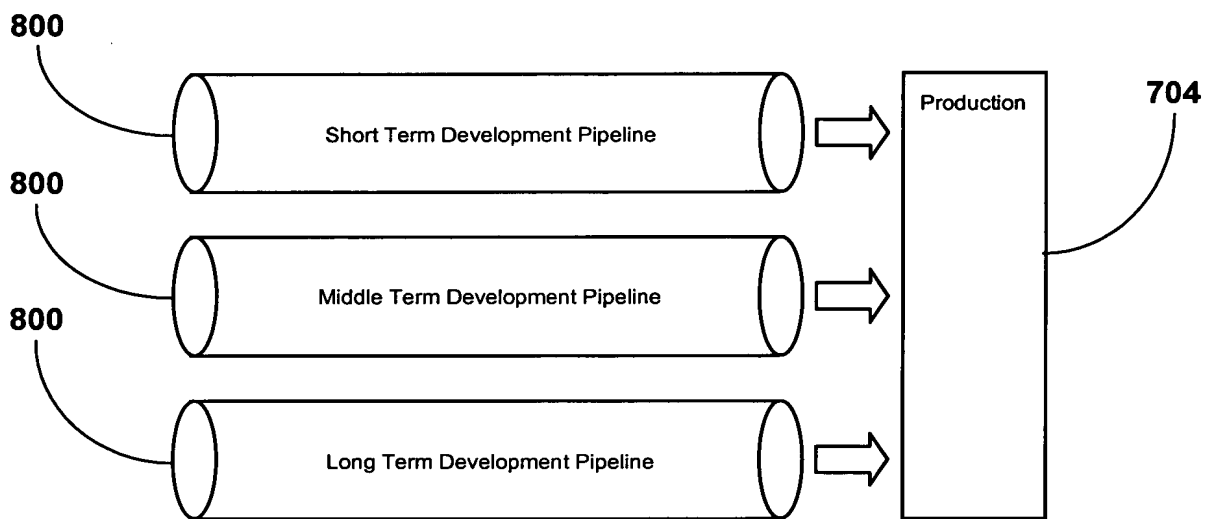 800
Short Term Development Pipeline
Production
704
800
Middle Term Development Pipeline
800
Long Term Development Pipeline